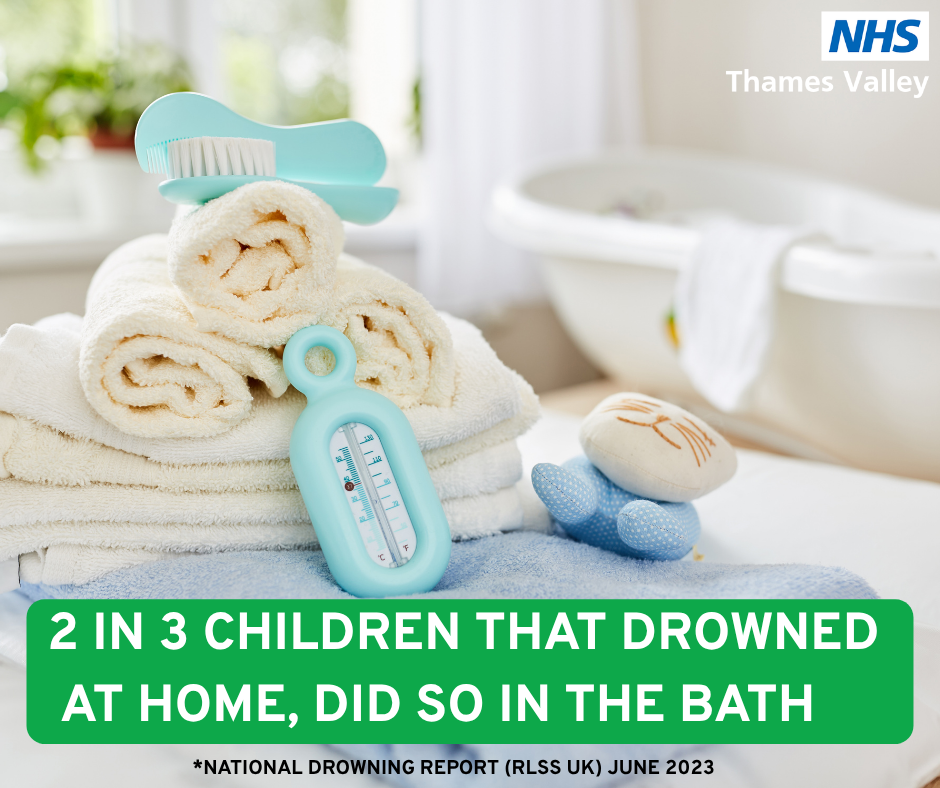 NHS
Thames Valley
°C
°F
2 IN 3 CHILDREN THAT DROWNED
AT HOME, DID SO IN THE BATH
*NATIONAL DROWNING REPORT (RLSS UK) JUNE 2023